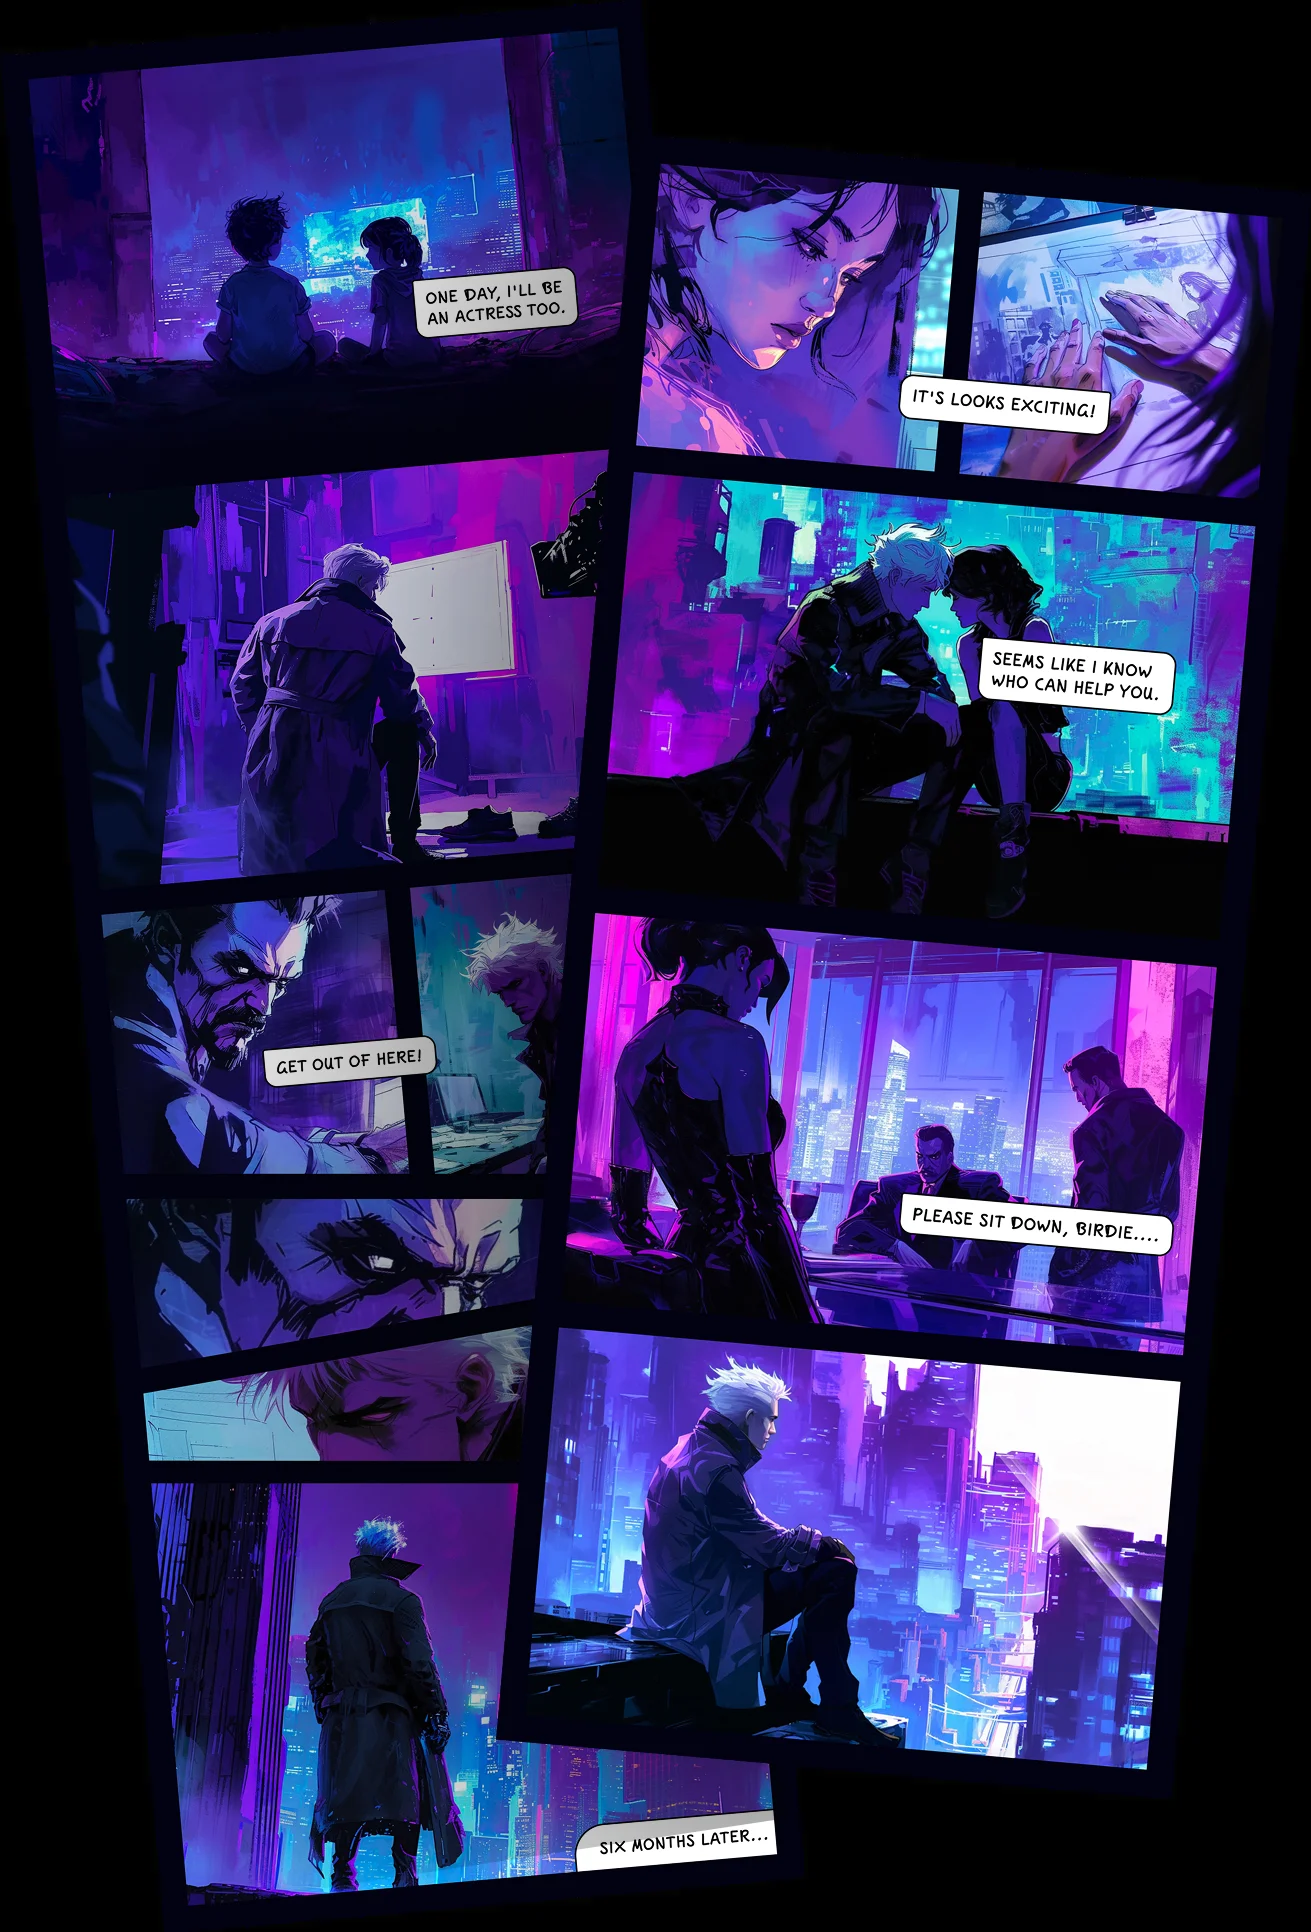 ONE DAY, I'LL BE
AN ACTRESS TOO.
GET OUT OF HERE!
SIX MONTHS LATER...
IT'S LOOKS EXCITING!
SEEMS LIKE I KNOW
WHO CAN HELP YOU.
PLEASE SIT DOWN, BIRDIE....